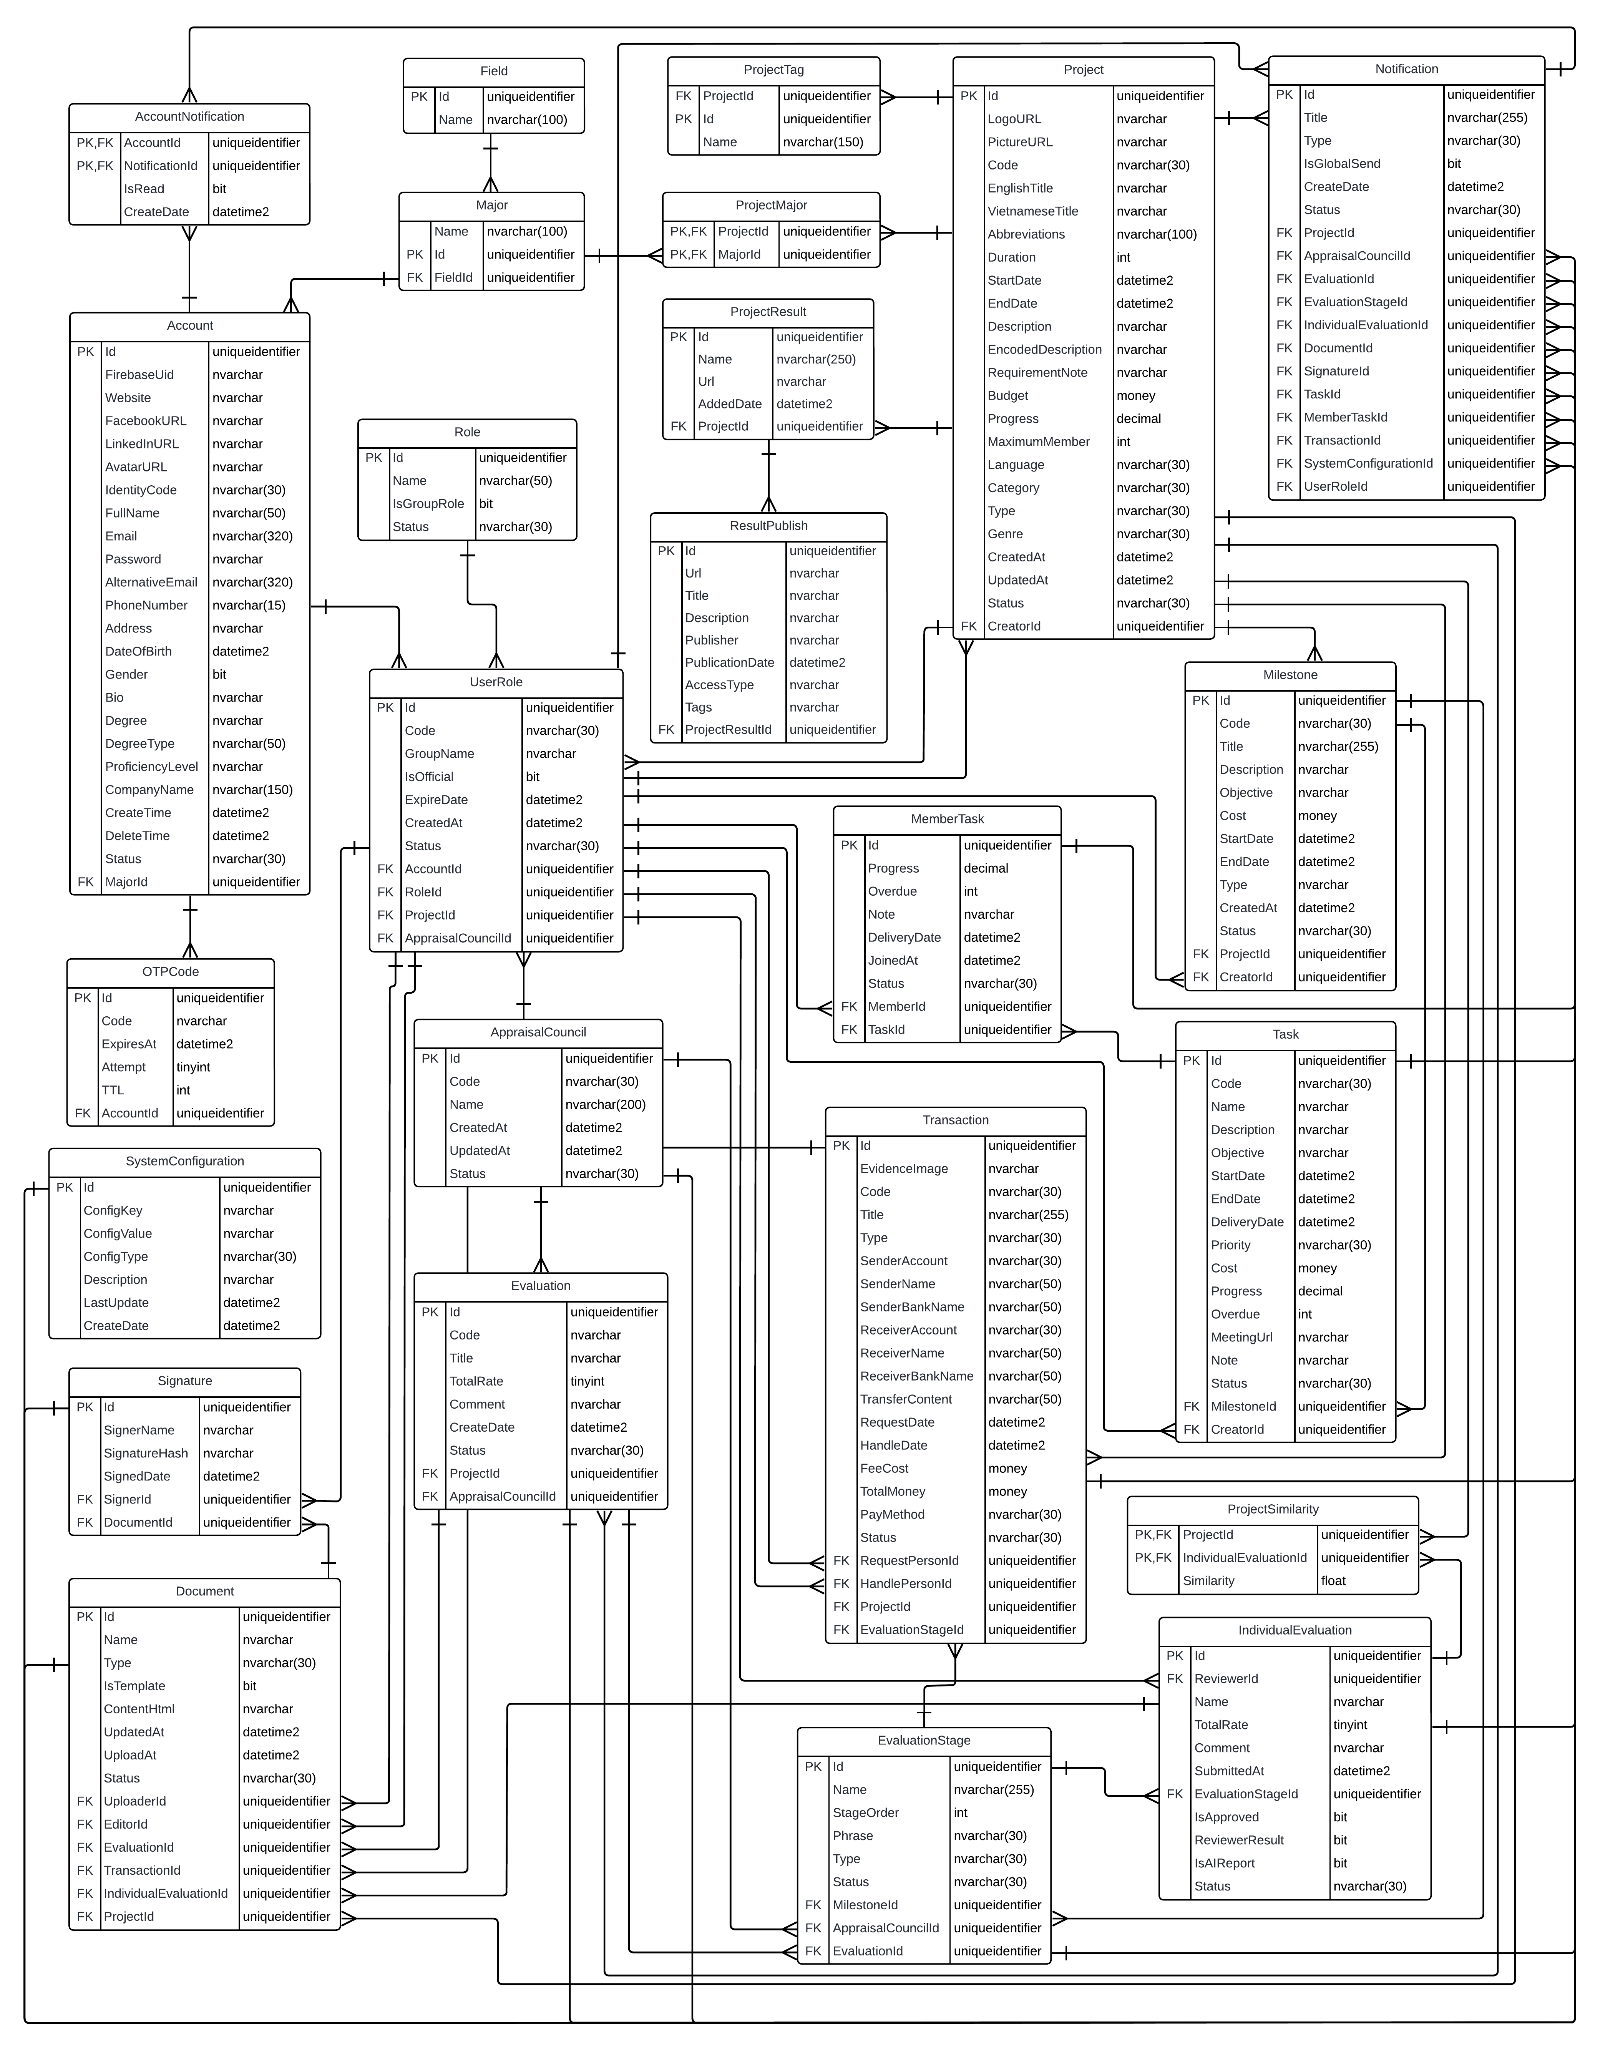 Field
PK Id uniqueidentifier
Name nvarchar(100)
ProjectTag
FK ProjectId uniqueidentifier
PK Id uniqueidentifier
Name nvarchar(150)
Project
PK Id uniqueidentifier
LogoURL nvarchar
PictureURL nvarchar
Code nvarchar(30)
EnglishTitle nvarchar
VietnameseTitle nvarchar
Abbreviations nvarchar(100)
Duration int
StartDate datetime2
EndDate datetime2
Description nvarchar
EncodedDescription nvarchar
RequirementNote nvarchar
Budget money
Progress decimal
MaximumMember int
Language nvarchar(30)
Category nvarchar(30)
Type nvarchar(30)
Genre nvarchar(30)
CreatedAt datetime2
UpdatedAt datetime2
Status nvarchar(30)
FK CreatorId uniqueidentifier
Notification
PK Id uniqueidentifier
Title nvarchar(255)
Type nvarchar(30)
IsGlobalSend bit
CreateDate datetime2
Status nvarchar(30)
FK ProjectId uniqueidentifier
FK AppraisalCouncilId uniqueidentifier
FK EvaluationId uniqueidentifier
FK EvaluationStageId uniqueidentifier
FK IndividualEvaluationId uniqueidentifier
FK DocumentId uniqueidentifier
FK SignatureId uniqueidentifier
FK TaskId uniqueidentifier
FK MemberTaskId uniqueidentifier
FK TransactionId uniqueidentifier
FK SystemConfigurationId uniqueidentifier
FK UserRoleId uniqueidentifier
AccountNotification
PK,FK AccountId uniqueidentifier
PK,FK NotificationId uniqueidentifier
IsRead bit
CreateDate datetime2
Major
Name nvarchar(100)
PK Id uniqueidentifier
FK FieldId uniqueidentifier
ProjectMajor
PK,FK ProjectId uniqueidentifier
PK,FK MajorId uniqueidentifier
ProjectResult
PK Id uniqueidentifier
Name nvarchar(250)
Url nvarchar
AddedDate datetime2
FK ProjectId uniqueidentifier
Account
PK Id uniqueidentifier
FirebaseUid nvarchar
Website nvarchar
FacebookURL nvarchar
LinkedInURL nvarchar
AvatarURL nvarchar
IdentityCode nvarchar(30)
FullName nvarchar(50)
Email nvarchar(320)
Password nvarchar
AlternativeEmail nvarchar(320)
PhoneNumber nvarchar(15)
Address nvarchar
DateOfBirth datetime2
Gender bit
Bio nvarchar
Degree nvarchar
DegreeType nvarchar(50)
ProficiencyLevel nvarchar
CompanyName nvarchar(150)
CreateTime datetime2
DeleteTime datetime2
Status nvarchar(30)
FK MajorId uniqueidentifier
Role
PK Id uniqueidentifier
Name nvarchar(50)
IsGroupRole bit
Status nvarchar(30)
ResultPublish
PK Id uniqueidentifier
Url nvarchar
Title nvarchar
Description nvarchar
Publisher nvarchar
PublicationDate datetime2
AccessType nvarchar
Tags nvarchar
FK ProjectResultId uniqueidentifier
UserRole
PK Id uniqueidentifier
Code nvarchar(30)
GroupName nvarchar
IsOfficial bit
ExpireDate datetime2
CreatedAt datetime2
Status nvarchar(30)
FK AccountId uniqueidentifier
FK RoleId uniqueidentifier
FK ProjectId uniqueidentifier
FK AppraisalCouncilId uniqueidentifier
Milestone
PK Id uniqueidentifier
Code nvarchar(30)
Title nvarchar(255)
Description nvarchar
Objective nvarchar
Cost money
StartDate datetime2
EndDate datetime2
Type nvarchar
CreatedAt datetime2
Status nvarchar(30)
FK ProjectId uniqueidentifier
FK CreatorId uniqueidentifier
MemberTask
PK Id uniqueidentifier
Progress decimal
Overdue int
Note nvarchar
DeliveryDate datetime2
JoinedAt datetime2
Status nvarchar(30)
FK MemberId uniqueidentifier
FK TaskId uniqueidentifier
OTPCode
PK Id uniqueidentifier
Code nvarchar
ExpiresAt datetime2
Attempt tinyint
TTL int
FK AccountId uniqueidentifier
AppraisalCouncil
PK Id uniqueidentifier
Code nvarchar(30)
Name nvarchar(200)
CreatedAt datetime2
UpdatedAt datetime2
Status nvarchar(30)
Task
PK Id uniqueidentifier
Code nvarchar(30)
Name nvarchar
Description nvarchar
Objective nvarchar
StartDate datetime2
EndDate datetime2
DeliveryDate datetime2
Priority nvarchar(30)
Cost money
Progress decimal
Overdue int
MeetingUrl nvarchar
Note nvarchar
Status nvarchar(30)
FK MilestoneId uniqueidentifier
FK CreatorId uniqueidentifier
Transaction
PK Id uniqueidentifier
EvidenceImage nvarchar
Code nvarchar(30)
Title nvarchar(255)
Type nvarchar(30)
SenderAccount nvarchar(30)
SenderName nvarchar(50)
SenderBankName nvarchar(50)
ReceiverAccount nvarchar(30)
ReceiverName nvarchar(50)
ReceiverBankName nvarchar(50)
TransferContent nvarchar(50)
RequestDate datetime2
HandleDate datetime2
FeeCost money
TotalMoney money
PayMethod nvarchar(30)
Status nvarchar(30)
FK RequestPersonId uniqueidentifier
FK HandlePersonId uniqueidentifier
FK ProjectId uniqueidentifier
FK EvaluationStageId uniqueidentifier
SystemConfiguration
PK Id uniqueidentifier
ConfigKey nvarchar
ConfigValue nvarchar
ConfigType nvarchar(30)
Description nvarchar
LastUpdate datetime2
CreateDate datetime2
Evaluation
PK Id uniqueidentifier
Code nvarchar
Title nvarchar
TotalRate tinyint
Comment nvarchar
CreateDate datetime2
Status nvarchar(30)
FK ProjectId uniqueidentifier
FK AppraisalCouncilId uniqueidentifier
Signature
PK Id uniqueidentifier
SignerName nvarchar
SignatureHash nvarchar
SignedDate datetime2
FK SignerId uniqueidentifier
FK DocumentId uniqueidentifier
ProjectSimilarity
PK,FK ProjectId uniqueidentifier
PK,FK IndividualEvaluationId uniqueidentifier
Similarity float
Document
PK Id uniqueidentifier
Name nvarchar
Type nvarchar(30)
IsTemplate bit
ContentHtml nvarchar
UpdatedAt datetime2
UploadAt datetime2
Status nvarchar(30)
FK UploaderId uniqueidentifier
FK EditorId uniqueidentifier
FK EvaluationId uniqueidentifier
FK TransactionId uniqueidentifier
FK IndividualEvaluationId uniqueidentifier
FK ProjectId uniqueidentifier
IndividualEvaluation
PK Id uniqueidentifier
FK ReviewerId uniqueidentifier
Name nvarchar
TotalRate tinyint
Comment nvarchar
SubmittedAt datetime2
FK EvaluationStageId uniqueidentifier
IsApproved bit
ReviewerResult bit
IsAIReport bit
Status nvarchar(30)
EvaluationStage
PK Id uniqueidentifier
Name nvarchar(255)
StageOrder int
Phrase nvarchar(30)
Type nvarchar(30)
Status nvarchar(30)
FK MilestoneId uniqueidentifier
FK AppraisalCouncilId uniqueidentifier
FK EvaluationId uniqueidentifier